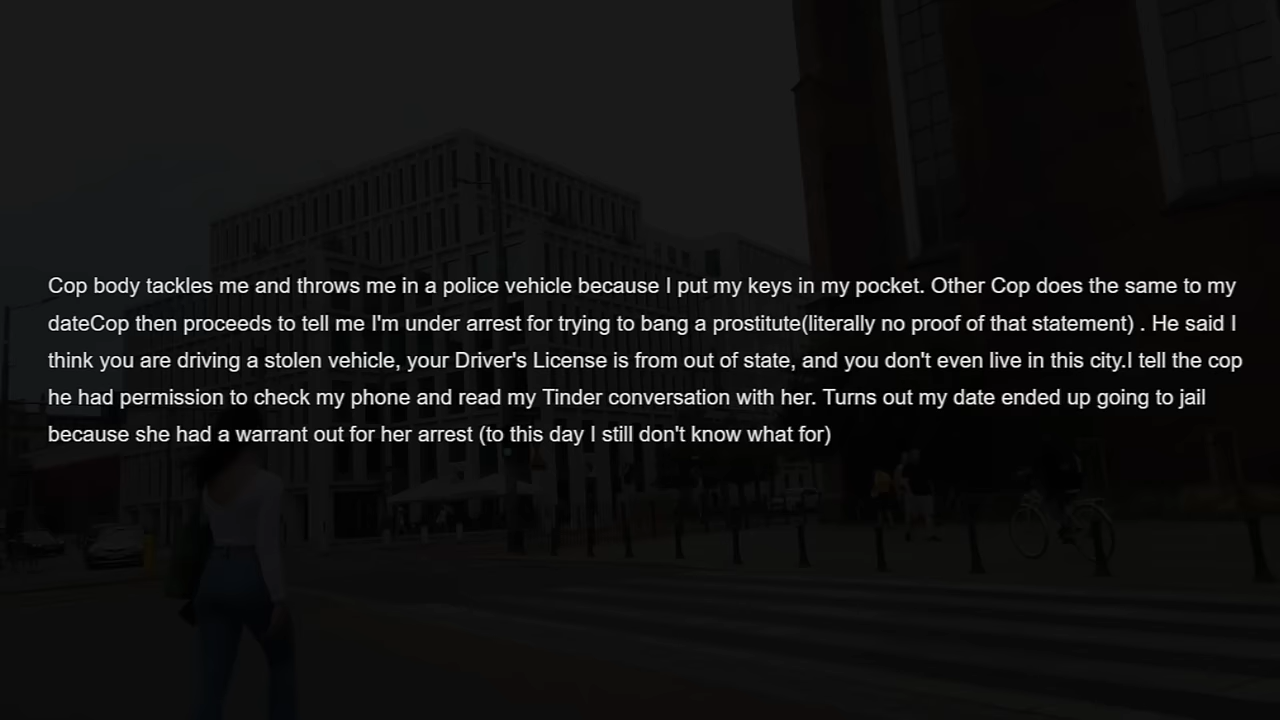 Cop body tackles me and throws me in a police vehicle because I put my keys in my pocket. Other Cop does the same to my
dateCop then proceeds to tell me I'm under arrest for trying to bang a prostitute(literally no proof of that statement) . He said I
think you are driving a stolen vehicle, your Driver's License is from out of state, and you don't even live in this city.I tell the cop
he had permission to check my phone and read my Tinder conversation with her. Turns out my date ended up going to jail
because she had a warrant out for her arrest (to this day I still don't know what for)